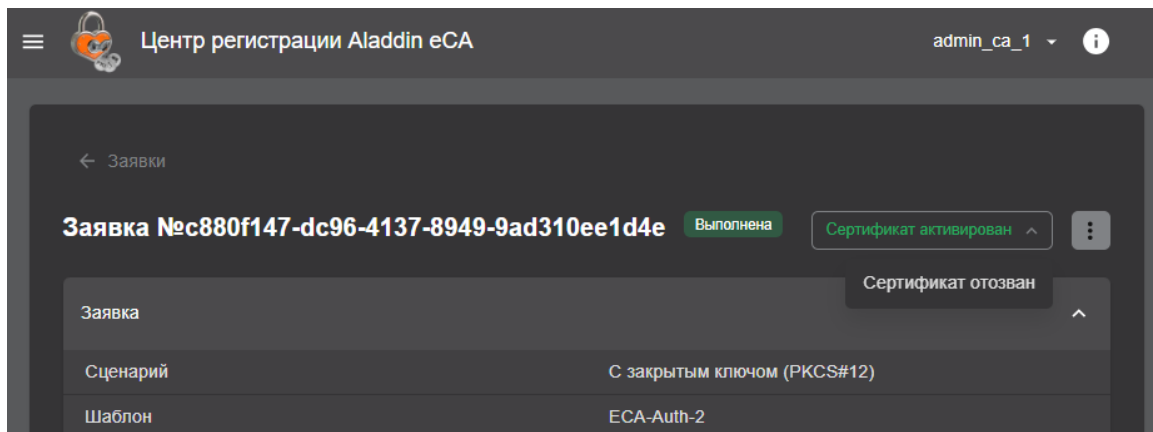 Центр регистрации Aladdin eCA
admin_ca_1
Заявки
Заявка №c880f147-dc96-4137-8949-9ad310ee1d4e
Выполнена
Сертификат активирован
Сертификат отозван
Заявка
Сценарий
С закрытым ключом (PKCS#12)
Шаблон
ECA-Auth-2